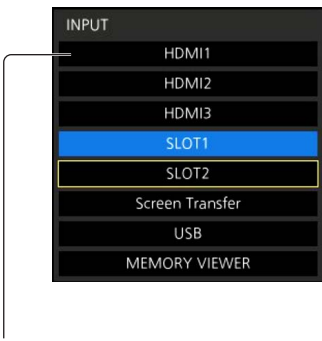 INPUT
HDMI1
HDMI2
HDMI3
SLOT1
SLOT2
Screen Transfer
USB
MEMORY VIEWER